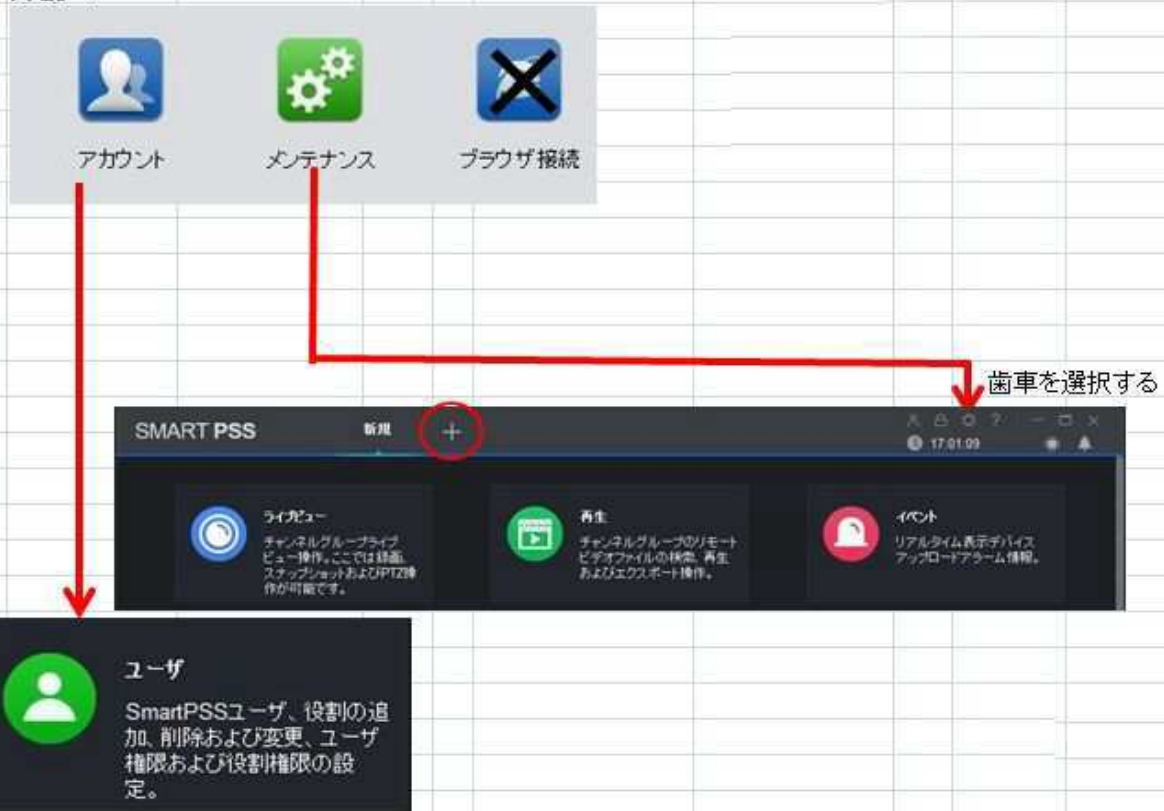 アカウント
メンテナンス
ブラウザ接続
歯車を選択する
SMART PSS
新規
17:01:09
ライブビュー
チャンネルグループライブ
ビュー操作。ここでは録画、
スナップショットおよびPTZ操
作が可能です。
再生
チャンネルグループのリモート
ビデオファイルの検索、再生
およびエクスポート操作。
イベント
リアルタイム表示デバイス
アップロードアラーム情報。
ユーザ
SmartPSSユーザ、役割の追
加、削除および変更、ユーザ
権限および役割権限の設
定。